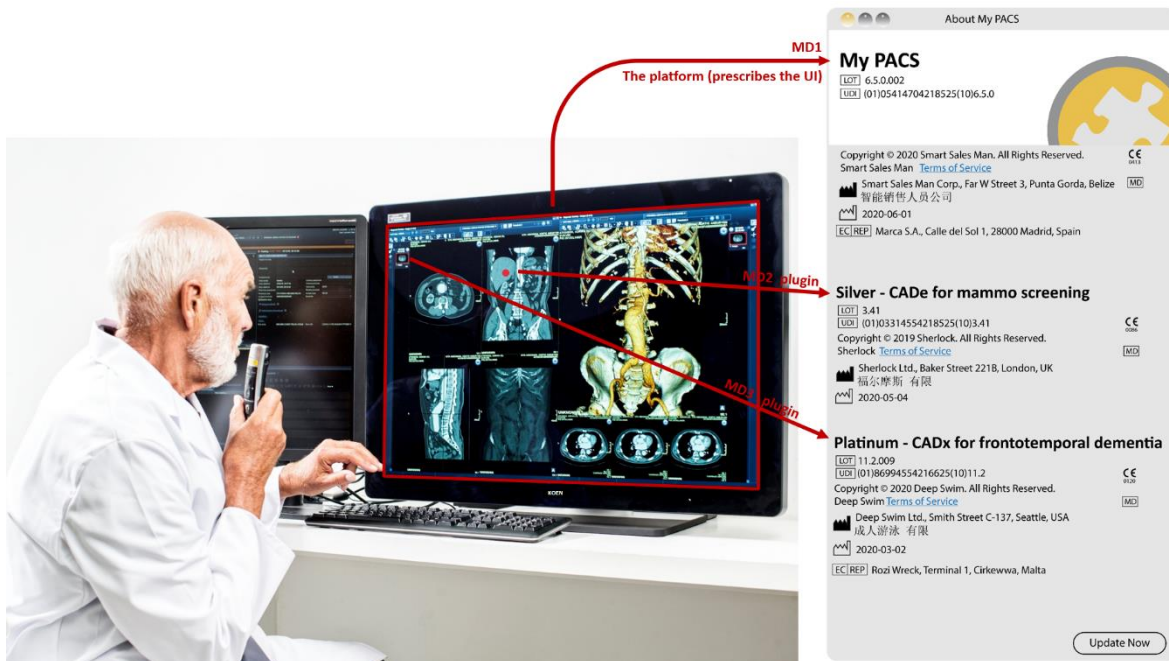 About My PACS
MD1
The platform (prescribes the UI)
My PACS
LOT 6.5.0.002
UDI (01)05414704218525(10)6.5.0
Copyright © 2020 Smart Sales Man. All Rights Reserved.
CE 0413
Smart Sales Man Terms of Service
Smart Sales Man Corp., Far W Street 3, Punta Gorda, Belize
MD
智能销售人员公司
2020-06-01
EC REP Marca S.A., Calle del Sol 1, 28000 Madrid, Spain
MD2 plugin
Silver - CADe for mammo screening
LOT 3.41
UDI (01)03314554218525(10)3.41
CE 0086
Copyright © 2019 Sherlock. All Rights Reserved.
Sherlock Terms of Service
MD
Sherlock Ltd., Baker Street 221B, London, UK
福尔摩斯 有限
2020-05-04
MD3 plugin
Platinum - CADx for frontotemporal dementia
LOT 11.2.009
UDI (01)86994554216625(10)11.2
CE 0120
Copyright © 2020 Deep Swim. All Rights Reserved.
Deep Swim Terms of Service
MD
Deep Swim Ltd., Smith Street C-137, Seattle, USA
成人游泳 有限
2020-03-02
EC REP Rozi Wreck, Terminal 1, Cirkewwa, Malta
KOEN
Update Now